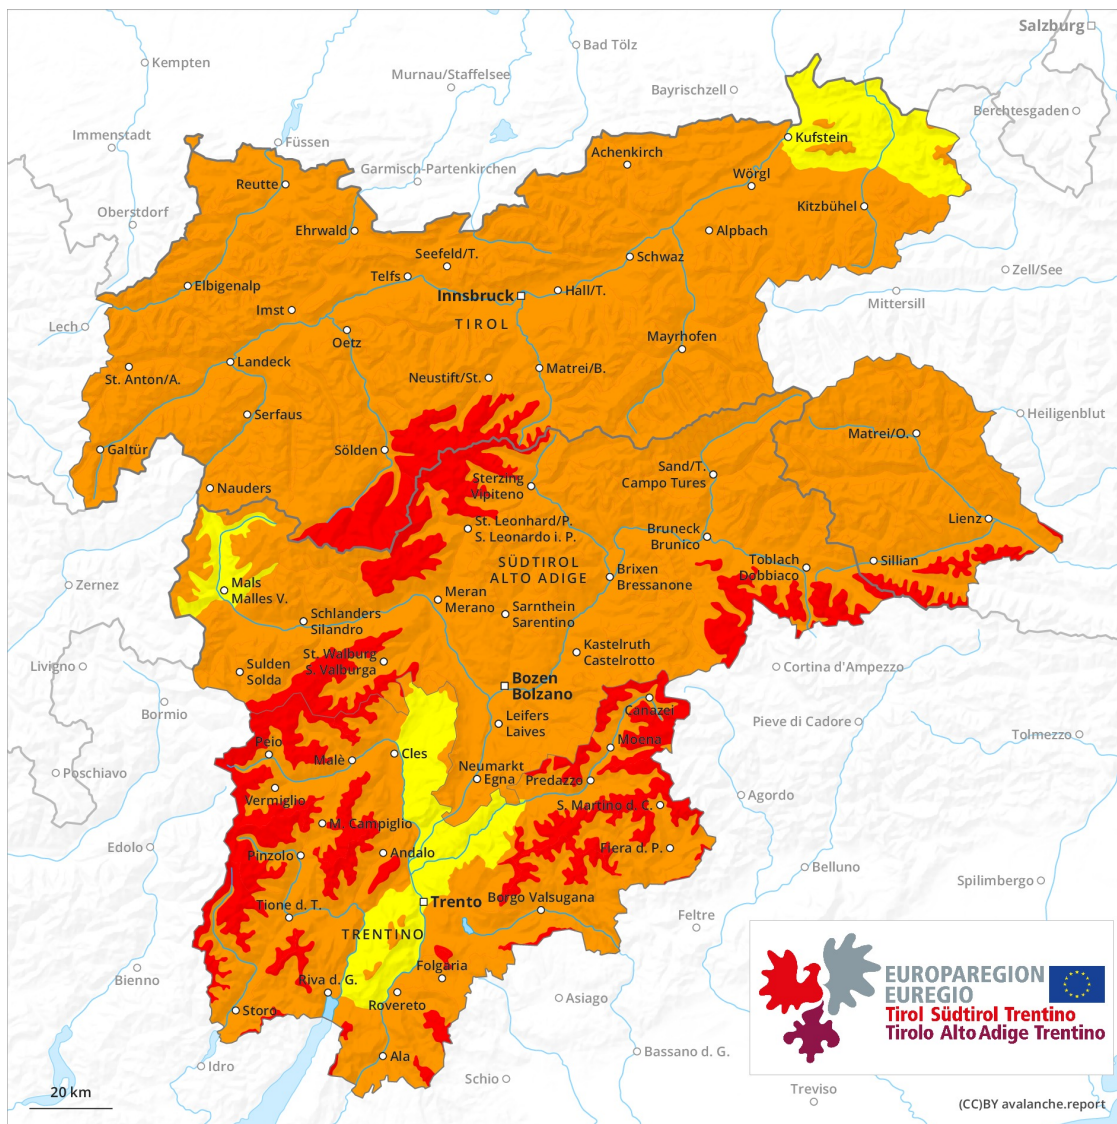 Salzburg
Kempten
Bad Tölz
Murnau/Staffelsee
Bayrischzell
Berchtesgaden
Immenstadt
Füssen
Kufstein
Achenkirch
Garmisch-Partenkirchen
Wörgl
Reutte
Oberstdorf
Kitzbühel
Ehrwald
Alpbach
Seefeld/T.
Schwaz
Telfs
Zell/See
Elbigenalp
Innsbruck
Hall/T.
Mittersill
Imst
TIROL
Lech
Oetz
Mayrhofen
Landeck
Matrei/B.
St. Anton/A.
Neustift/St.
Serfaus
Heiligenblut
Matrei/O.
Galtür
Sölden
Sand/T.
Campo Tures
Sterzing
Vipiteno
Nauders
Lienz
St. Leonhard/P.
S. Leonardo i. P.
Bruneck
Brunico
Toblach
Dobbiaco
Sillian
SÜDTIROL
ALTO ADIGE
Brixen
Bressanone
Zernez
Mals
Malles V.
Meran
Merano
Schlanders
Silandro
Sarnthein
Sarentino
Kastelruth
Castelrotto
St. Walburg
S. Valburga
Livigno
Sulden
Solda
Cortina d'Ampezzo
Bozen
Bolzano
Bormio
Canazei
Leifers
Laives
Pieve di Cadore
Tolmezzo
Peio
Moena
Cles
Malè
Poschiavo
Neumarkt
Egna
Predazzo
Vermiglio
Agordo
S. Martino d. C.
M. Campiglio
Edolo
Pinzolo
Andalo
Fiera d. P.
Belluno
Spilimbergo
Tione d. T.
Trento
Borgo Valsugana
Feltre
TRENTINO
Bienno
Folgaria
Riva d. G.
Rovereto
Asiago
Storo
Ala
Idro
Schio
Bassano d. G.
Treviso
EUROPAREGION
EUREGIO
Tirol Südtirol Trentino
Tirolo Alto Adige Trentino
20 km
(CC)BY avalanche.report